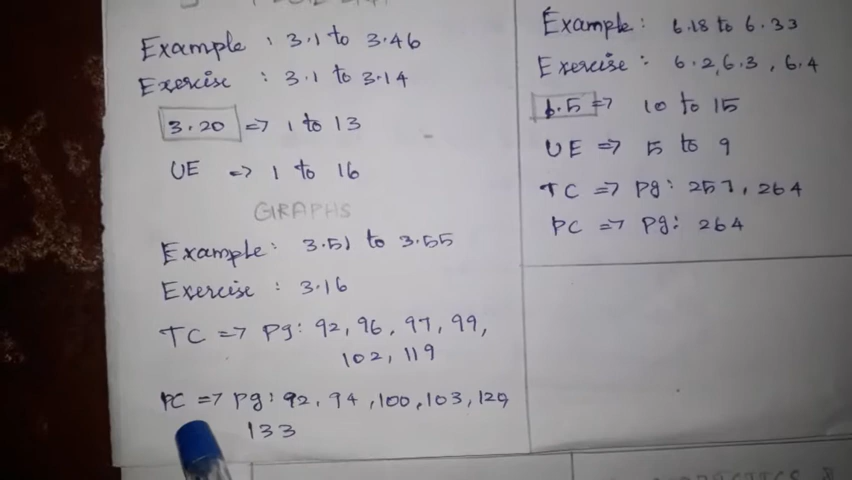 Example : 3.1 to 3.46
Exercise : 3.1 to 3.14
3.20 => 1 to 13
UE => 1 to 16
GRAPHS
Example : 3.51 to 3.55
Exercise : 3.16
TC => Pg: 92, 96, 97, 99,
102, 119
PC => Pg: 92, 94, 100, 103, 129,
133
Example : 6.18 to 6.33
Exercise : 6.2, 6.3, 6.4
6.5 => 10 to 15
UE => 5 to 9
TC => Pg: 257, 264
PC => Pg: 264